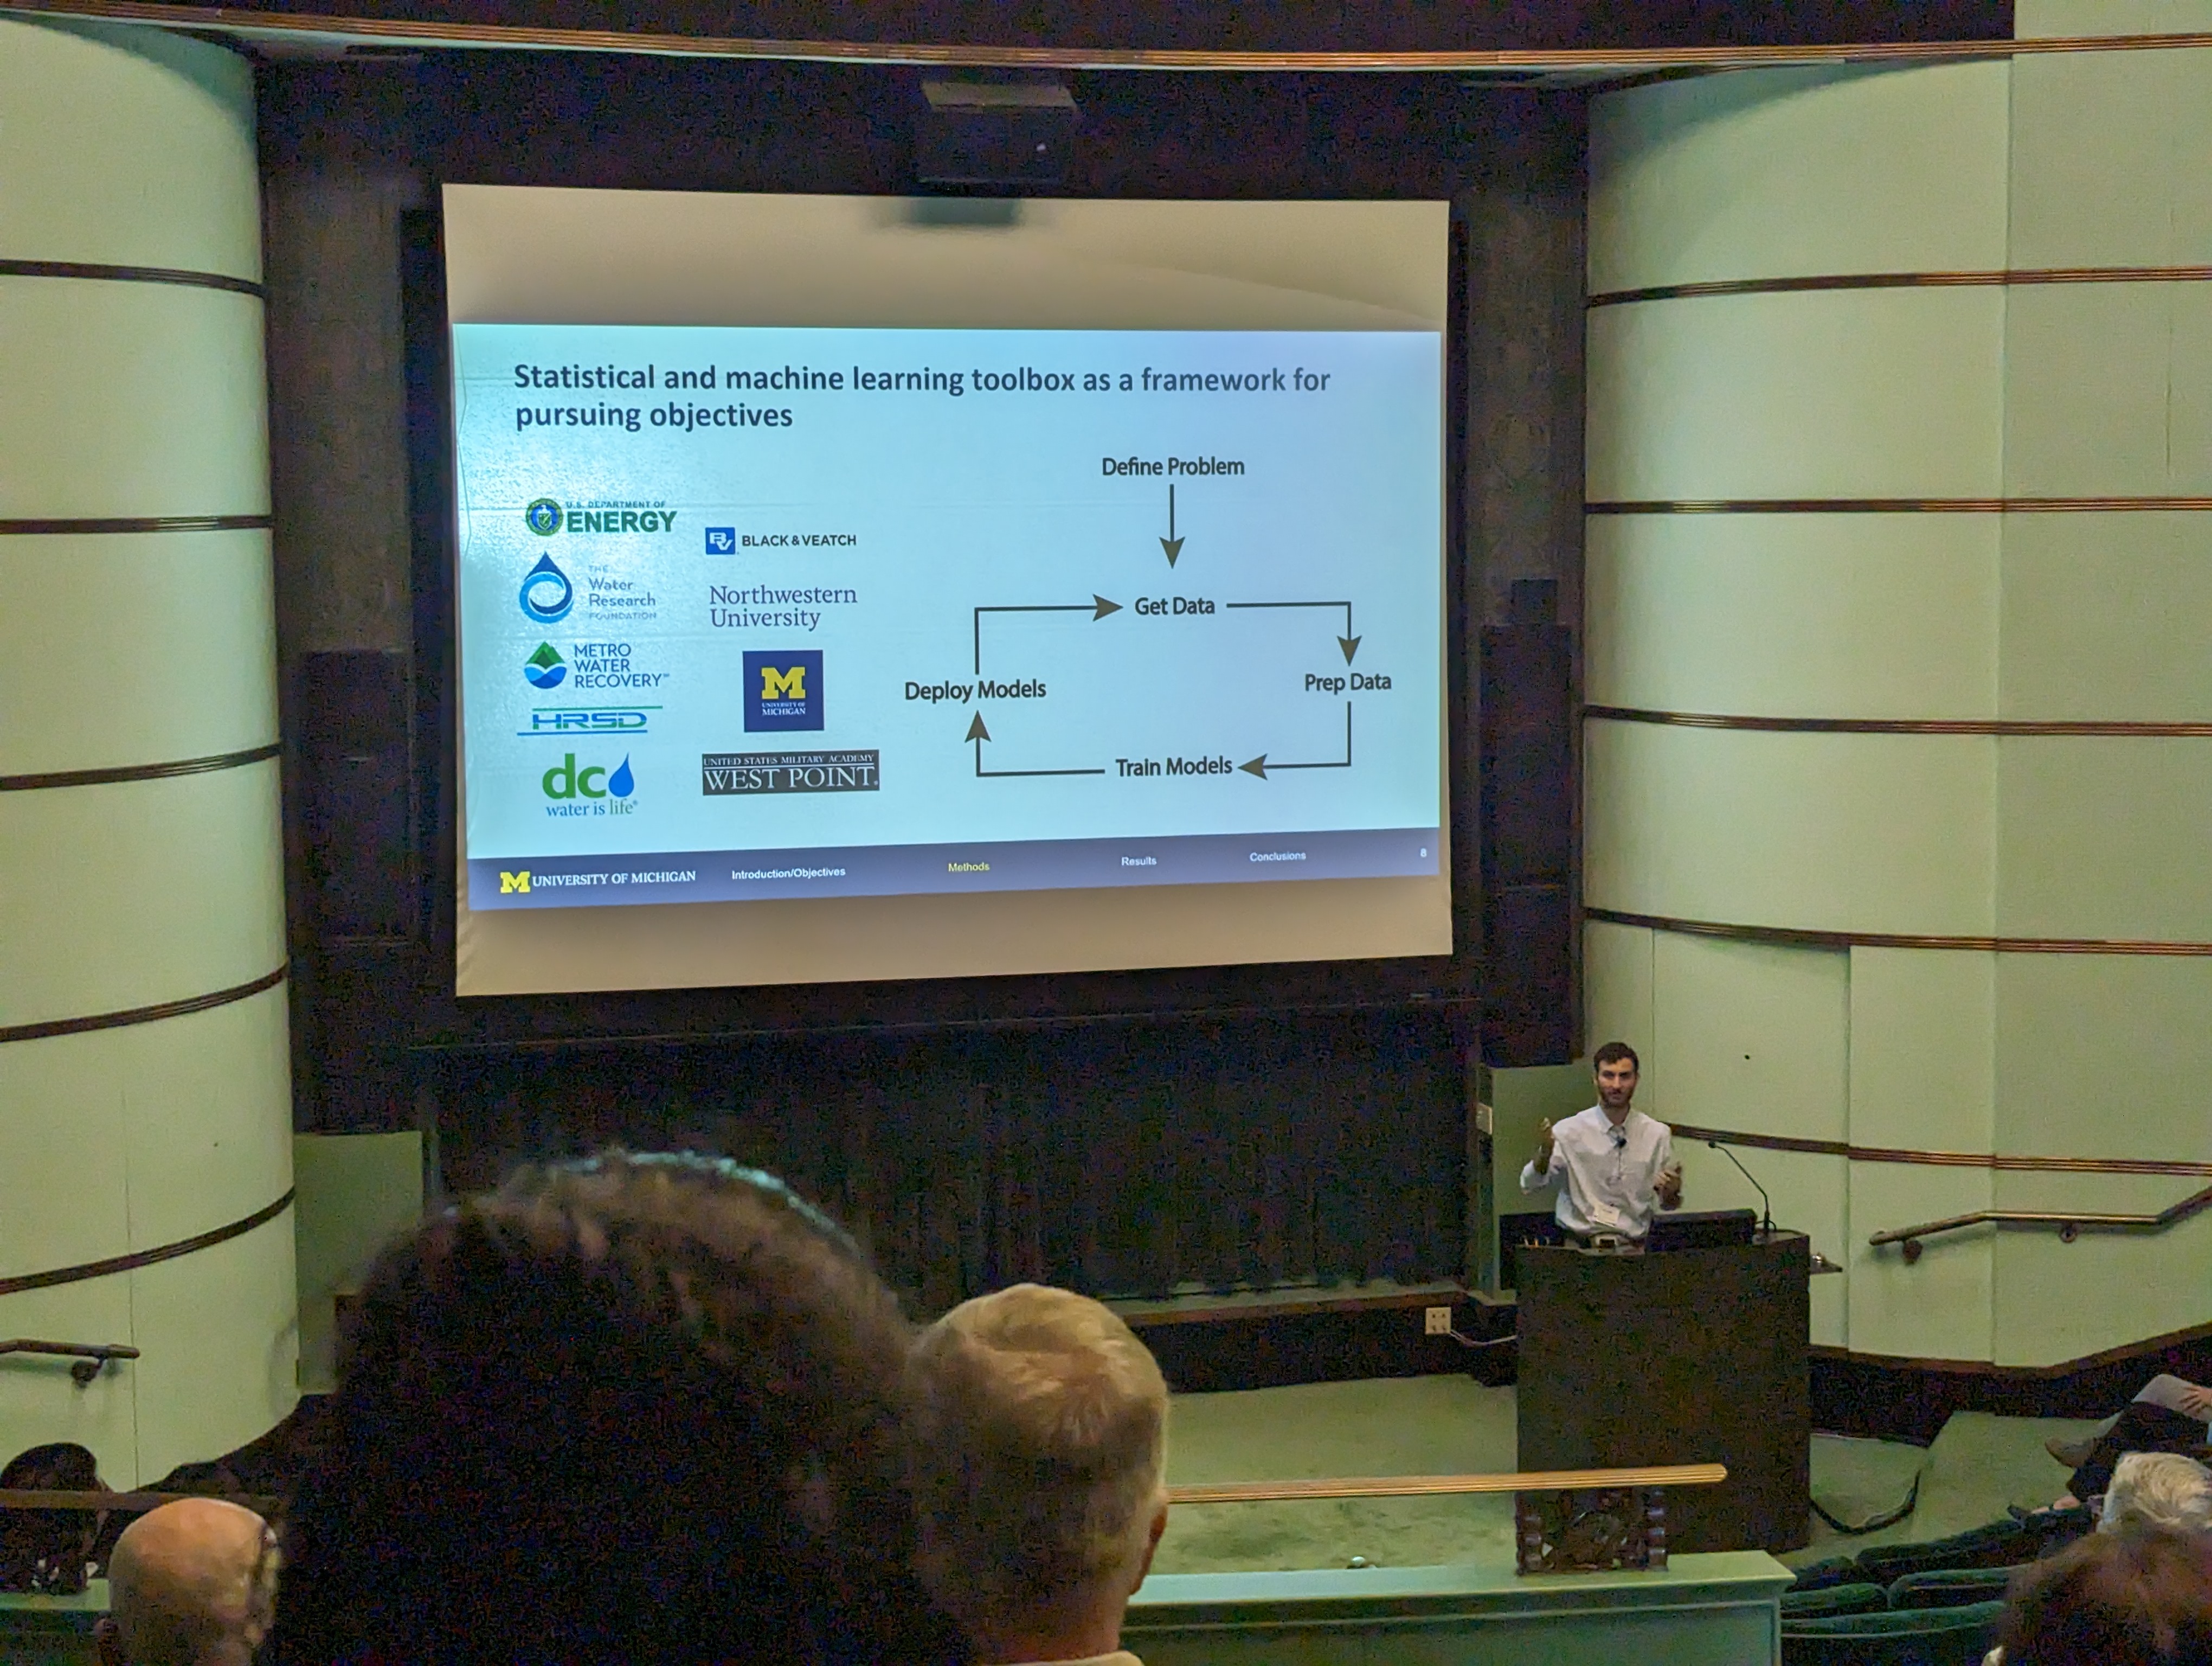 Statistical and machine learning toolbox as a framework for
pursuing objectives
U.S. DEPARTMENT OF
ENERGY
BV BLACK & VEATCH
THE
Water
Research
FOUNDATION
Northwestern
University
METRO
WATER
RECOVERY℠
M
UNIVERSITY OF
MICHIGAN
HRSD
dc
water is life®
UNITED STATES MILITARY ACADEMY
WEST POINT®
Define Problem
Get Data
Prep Data
Train Models
Deploy Models
M UNIVERSITY OF MICHIGAN
Introduction/Objectives
Methods
Results
Conclusions
8